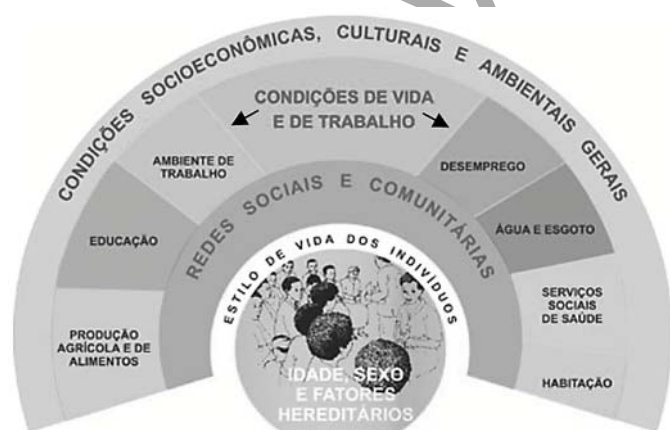 CONDIÇÕES SOCIOECONÔMICAS, CULTURAIS E AMBIENTAIS GERAIS
CONDIÇÕES DE VIDA
E DE TRABALHO
AMBIENTE DE
TRABALHO
DESEMPREGO
REDES SOCIAIS E COMUNITÁRIAS
EDUCAÇÃO
ÁGUA E ESGOTO
ESTILO DE VIDA DOS INDIVÍDUOS
SERVIÇOS
SOCIAIS
DE SAÚDE
PRODUÇÃO
AGRÍCOLA E DE
ALIMENTOS
HABITAÇÃO
IDADE, SEXO
E FATORES
HEREDITÁRIOS